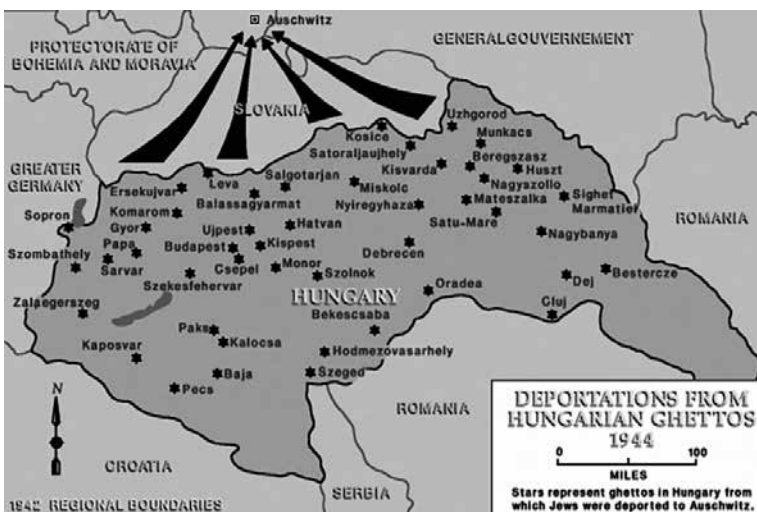 Auschwitz
PROTECTORATE OF
BOHEMIA AND MORAVIA
GENERALGOUVERNEMENT
SLOVAKIA
GREATER
GERMANY
Kosice
Uzhgorod
Munkacs
Satoraljaujhely
Beregszasz
Huszt
Kisvarda
Nagyszollo
Leva
Salgotarjan
Miskolc
Ersekujvar
Balassagyarmat
Mateszalka
Sighet
Marmatier
Nyiregyhaza
Satu-Mare
Sopron
Komarom
Gyor
Ujpest
Hatvan
ROMANIA
Nagybanya
Papa
Budapest
Kispest
Debrecen
Szombathely
Sarvar
Csepel
Monor
Szolnok
Dej
Bestercze
Szekesfehervar
HUNGARY
Oradea
Zalaegerszeg
Cluj
Bekescsaba
Paks
Kalocsa
Kaposvar
Hodmezovasarhely
Baja
Szeged
Pecs
ROMANIA
N
CROATIA
SERBIA
1942 REGIONAL BOUNDARIES
DEPORTATIONS FROM
HUNGARIAN GHETTOS
1944
0 100
MILES
Stars represent ghettos in Hungary from
which Jews were deported to Auschwitz.